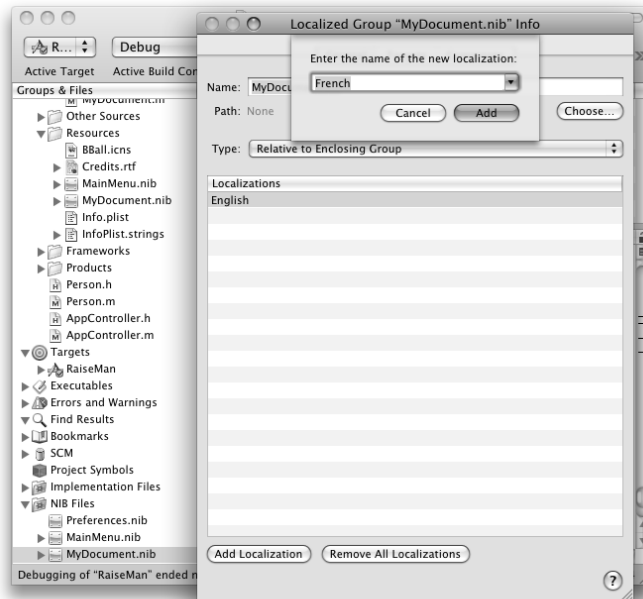 R...
Debug
Active Target
Active Build Con
Groups & Files
MyDocument.m
Other Sources
Resources
BBall.icns
Credits.rtf
MainMenu.nib
MyDocument.nib
Info.plist
InfoPlist.strings
Frameworks
Products
Person.h
Person.m
AppController.h
AppController.m
Targets
RaiseMan
Executables
Errors and Warnings
Find Results
Bookmarks
SCM
Project Symbols
Implementation Files
NIB Files
Preferences.nib
MainMenu.nib
MyDocument.nib
Debugging of "RaiseMan" ended n
Localized Group "MyDocument.nib" Info
Enter the name of the new localization:
French
Cancel
Add
Name: MyDocu
Path: None
Choose...
Type: Relative to Enclosing Group
Localizations
English
Add Localization
Remove All Localizations
?